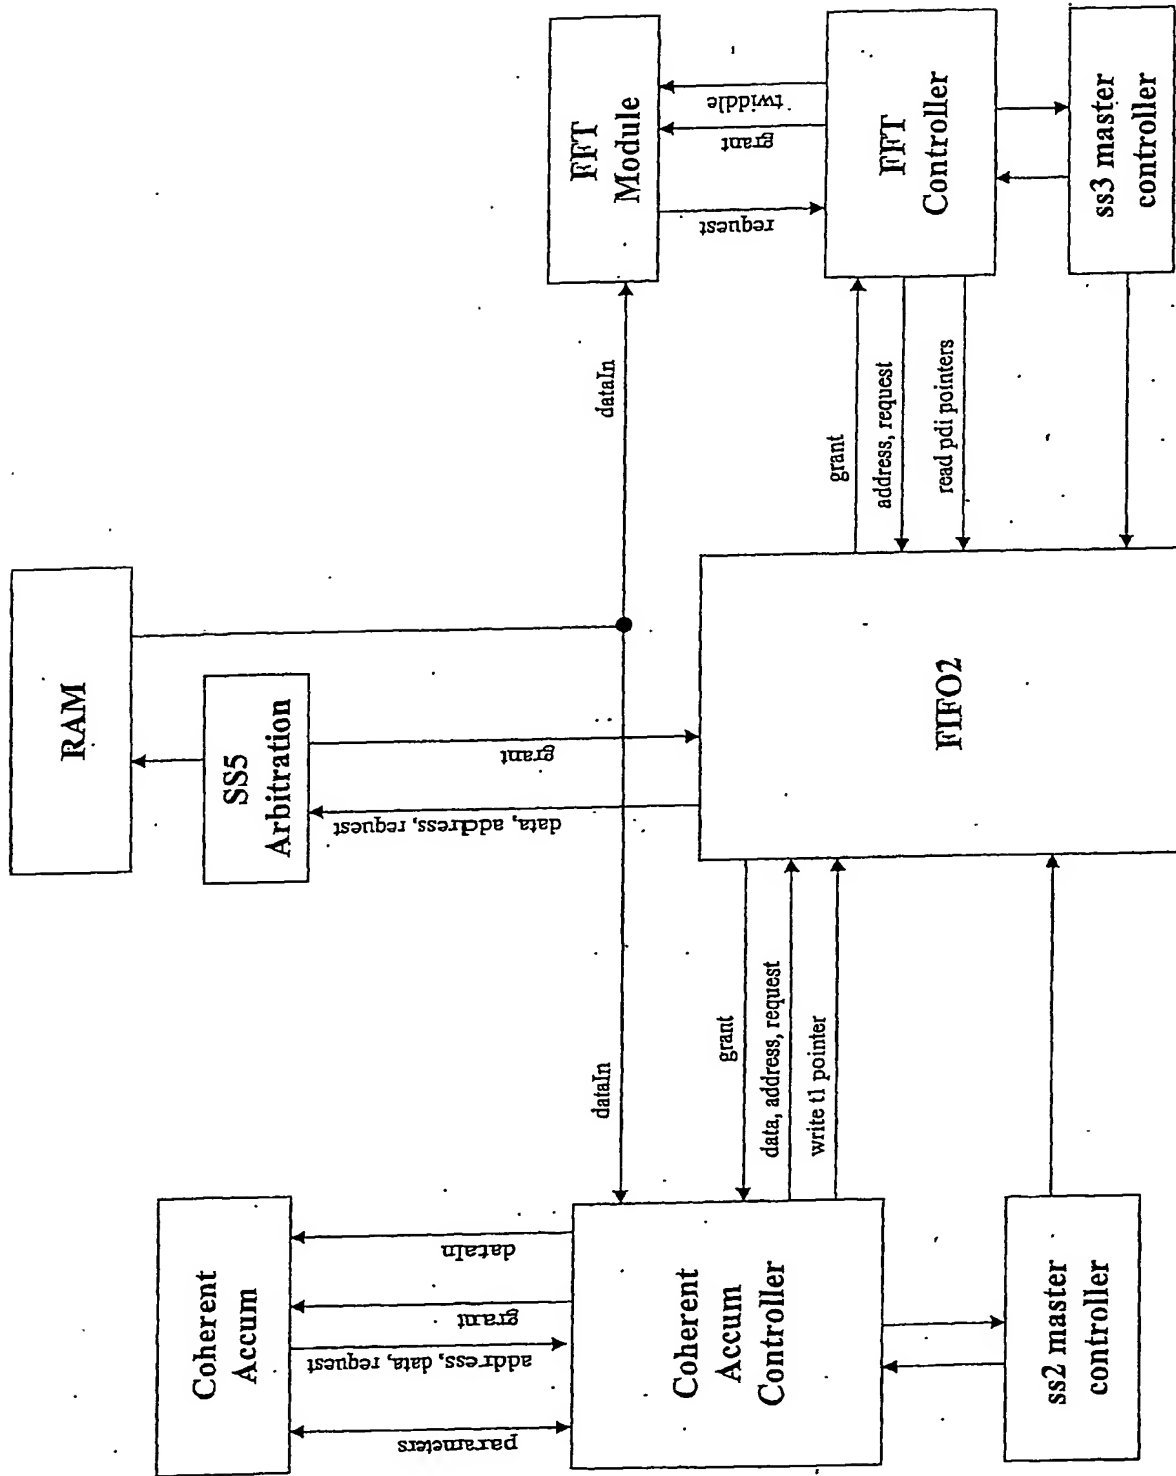 RAM
SS5
Arbitration
data, address, request
grant
FIFO2
dataIn
dataIn
Coherent
Accum
parameters
address, data, request
grant
dataIn
Coherent
Accum
Controller
grant
data, address, request
write t1 pointer
ss2 master
controller
FFT
Module
request
grant
twiddle
FFT
Controller
grant
address, request
read pdi pointers
ss3 master
controller